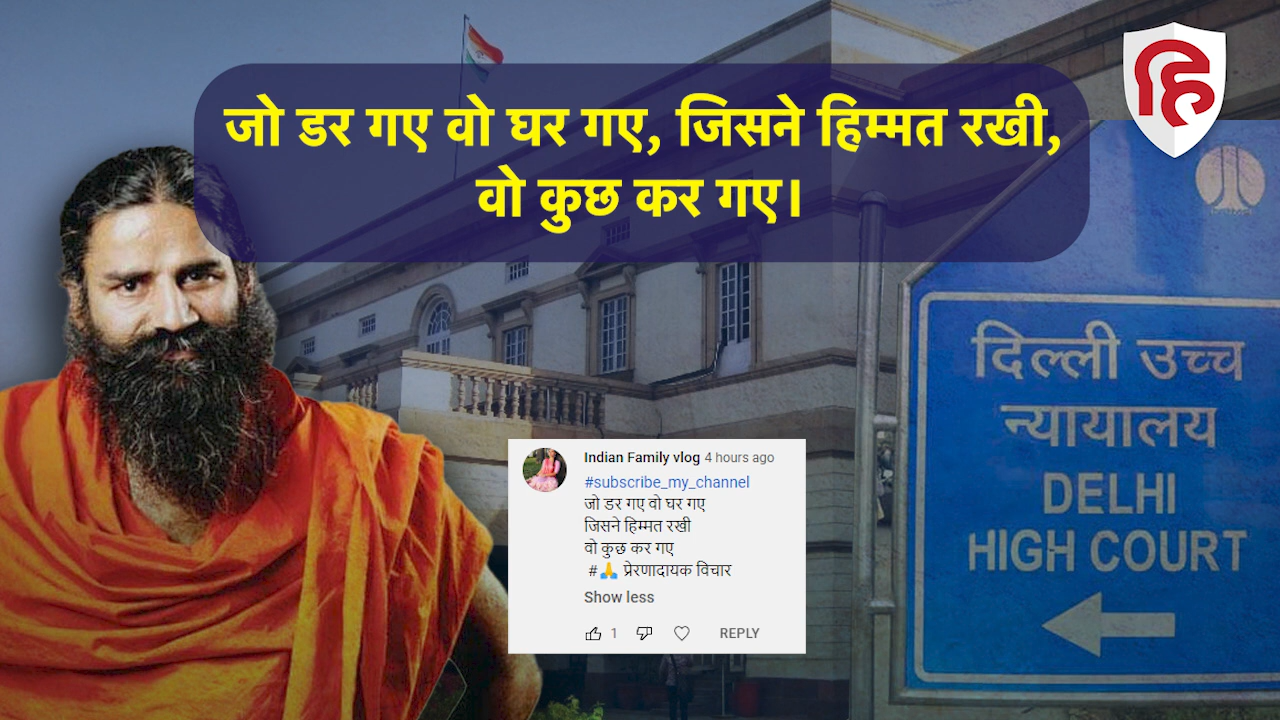 जो डर गए वो घर गए, जिसने हिम्मत रखी,
वो कुछ कर गए।
हि
दिल्ली उच्च
न्यायालय
DELHI
HIGH COURT
Indian Family vlog 4 hours ago
#subscribe_my_channel
जो डर गए वो घर गए
जिसने हिम्मत रखी
वो कुछ कर गए
#🙏 प्रेरणादायक विचार
Show less
1 REPLY